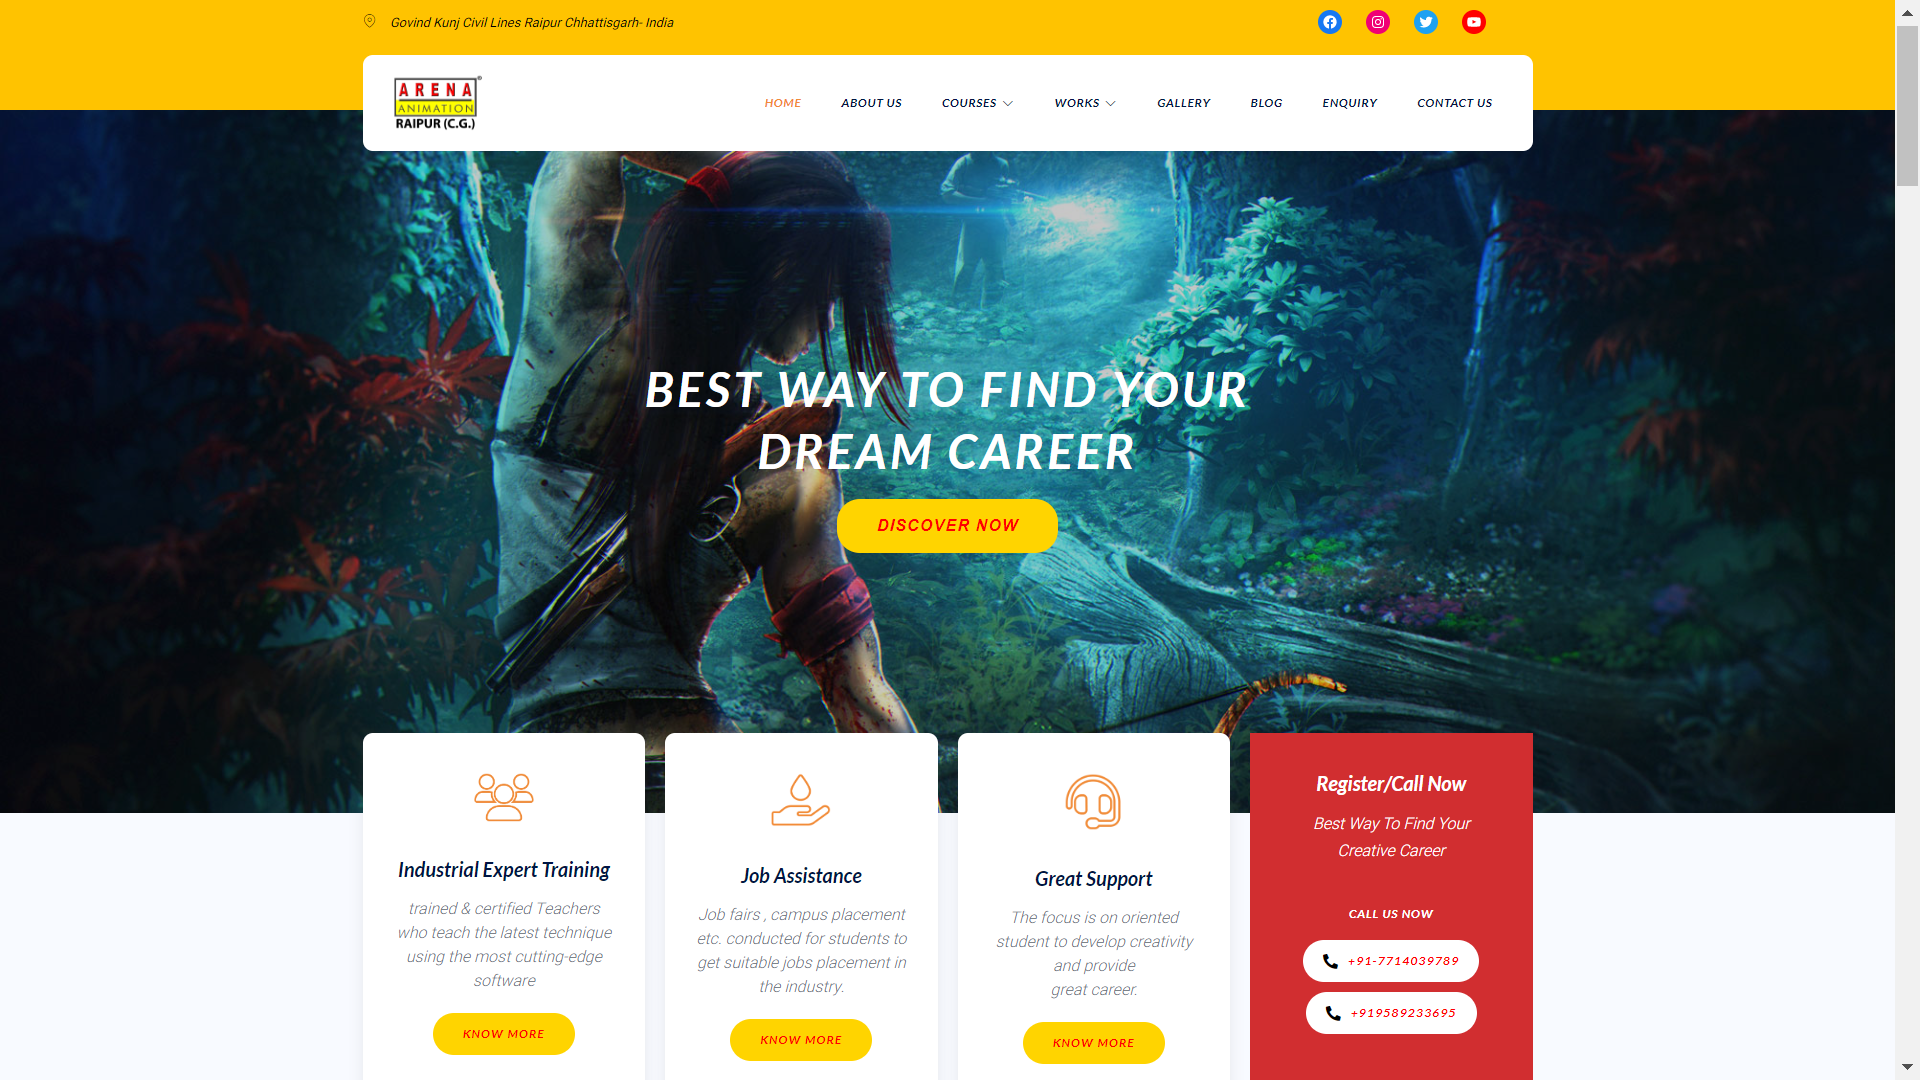 Govind Kunj Civil Lines Raipur Chhattisgarh- India
ARENA
ANIMATION
RAIPUR (C.G.)
HOME
ABOUT US
COURSES
WORKS
GALLERY
BLOG
ENQUIRY
CONTACT US
BEST WAY TO FIND YOUR
DREAM CAREER
DISCOVER NOW
Industrial Expert Training
trained & certified Teachers
who teach the latest technique
using the most cutting-edge
software
KNOW MORE
Job Assistance
Job fairs , campus placement
etc. conducted for students to
get suitable jobs placement in
the industry.
KNOW MORE
Great Support
The focus is on oriented
student to develop creativity
and provide
great career.
KNOW MORE
Register/Call Now
Best Way To Find Your
Creative Career
CALL US NOW
+91-7714039789
+919589233695